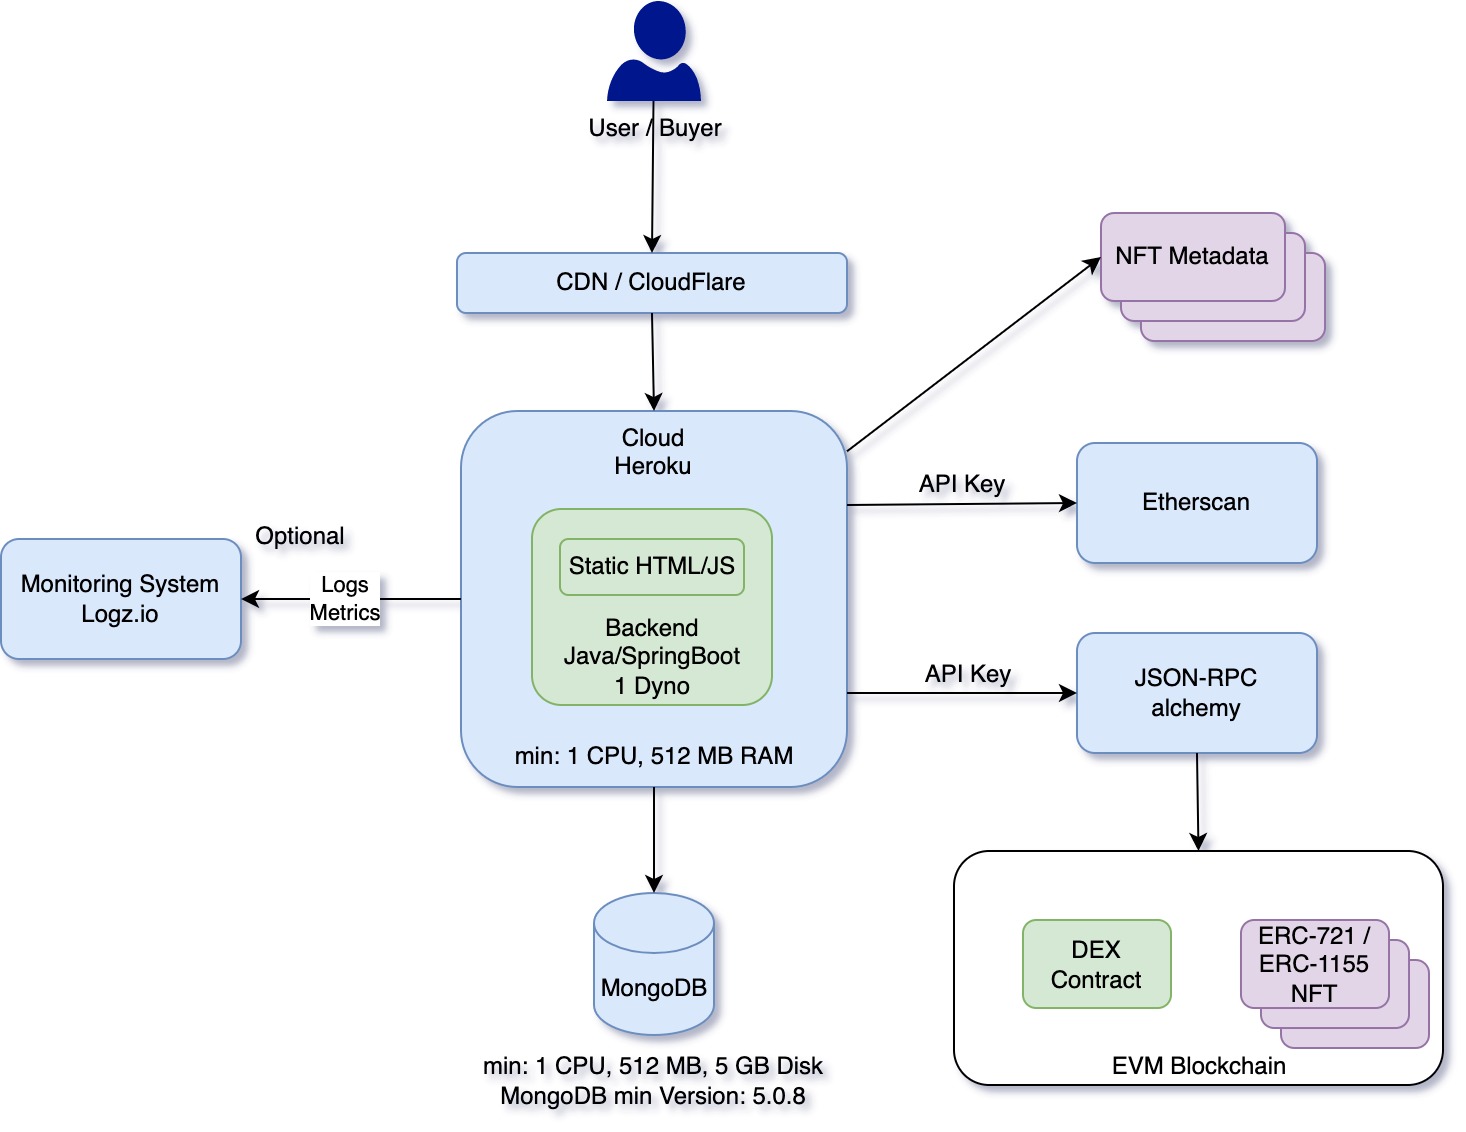 User / Buyer
CDN / CloudFlare
NFT Metadata
Cloud
Heroku
API Key
Etherscan
Optional
Static HTML/JS
Monitoring System
Logz.io
Logs
Metrics
Backend
Java/SpringBoot
1 Dyno
API Key
JSON-RPC
alchemy
min: 1 CPU, 512 MB RAM
MongoDB
DEX
Contract
ERC-721 /
ERC-1155
NFT
EVM Blockchain
min: 1 CPU, 512 MB, 5 GB Disk
MongoDB min Version: 5.0.8